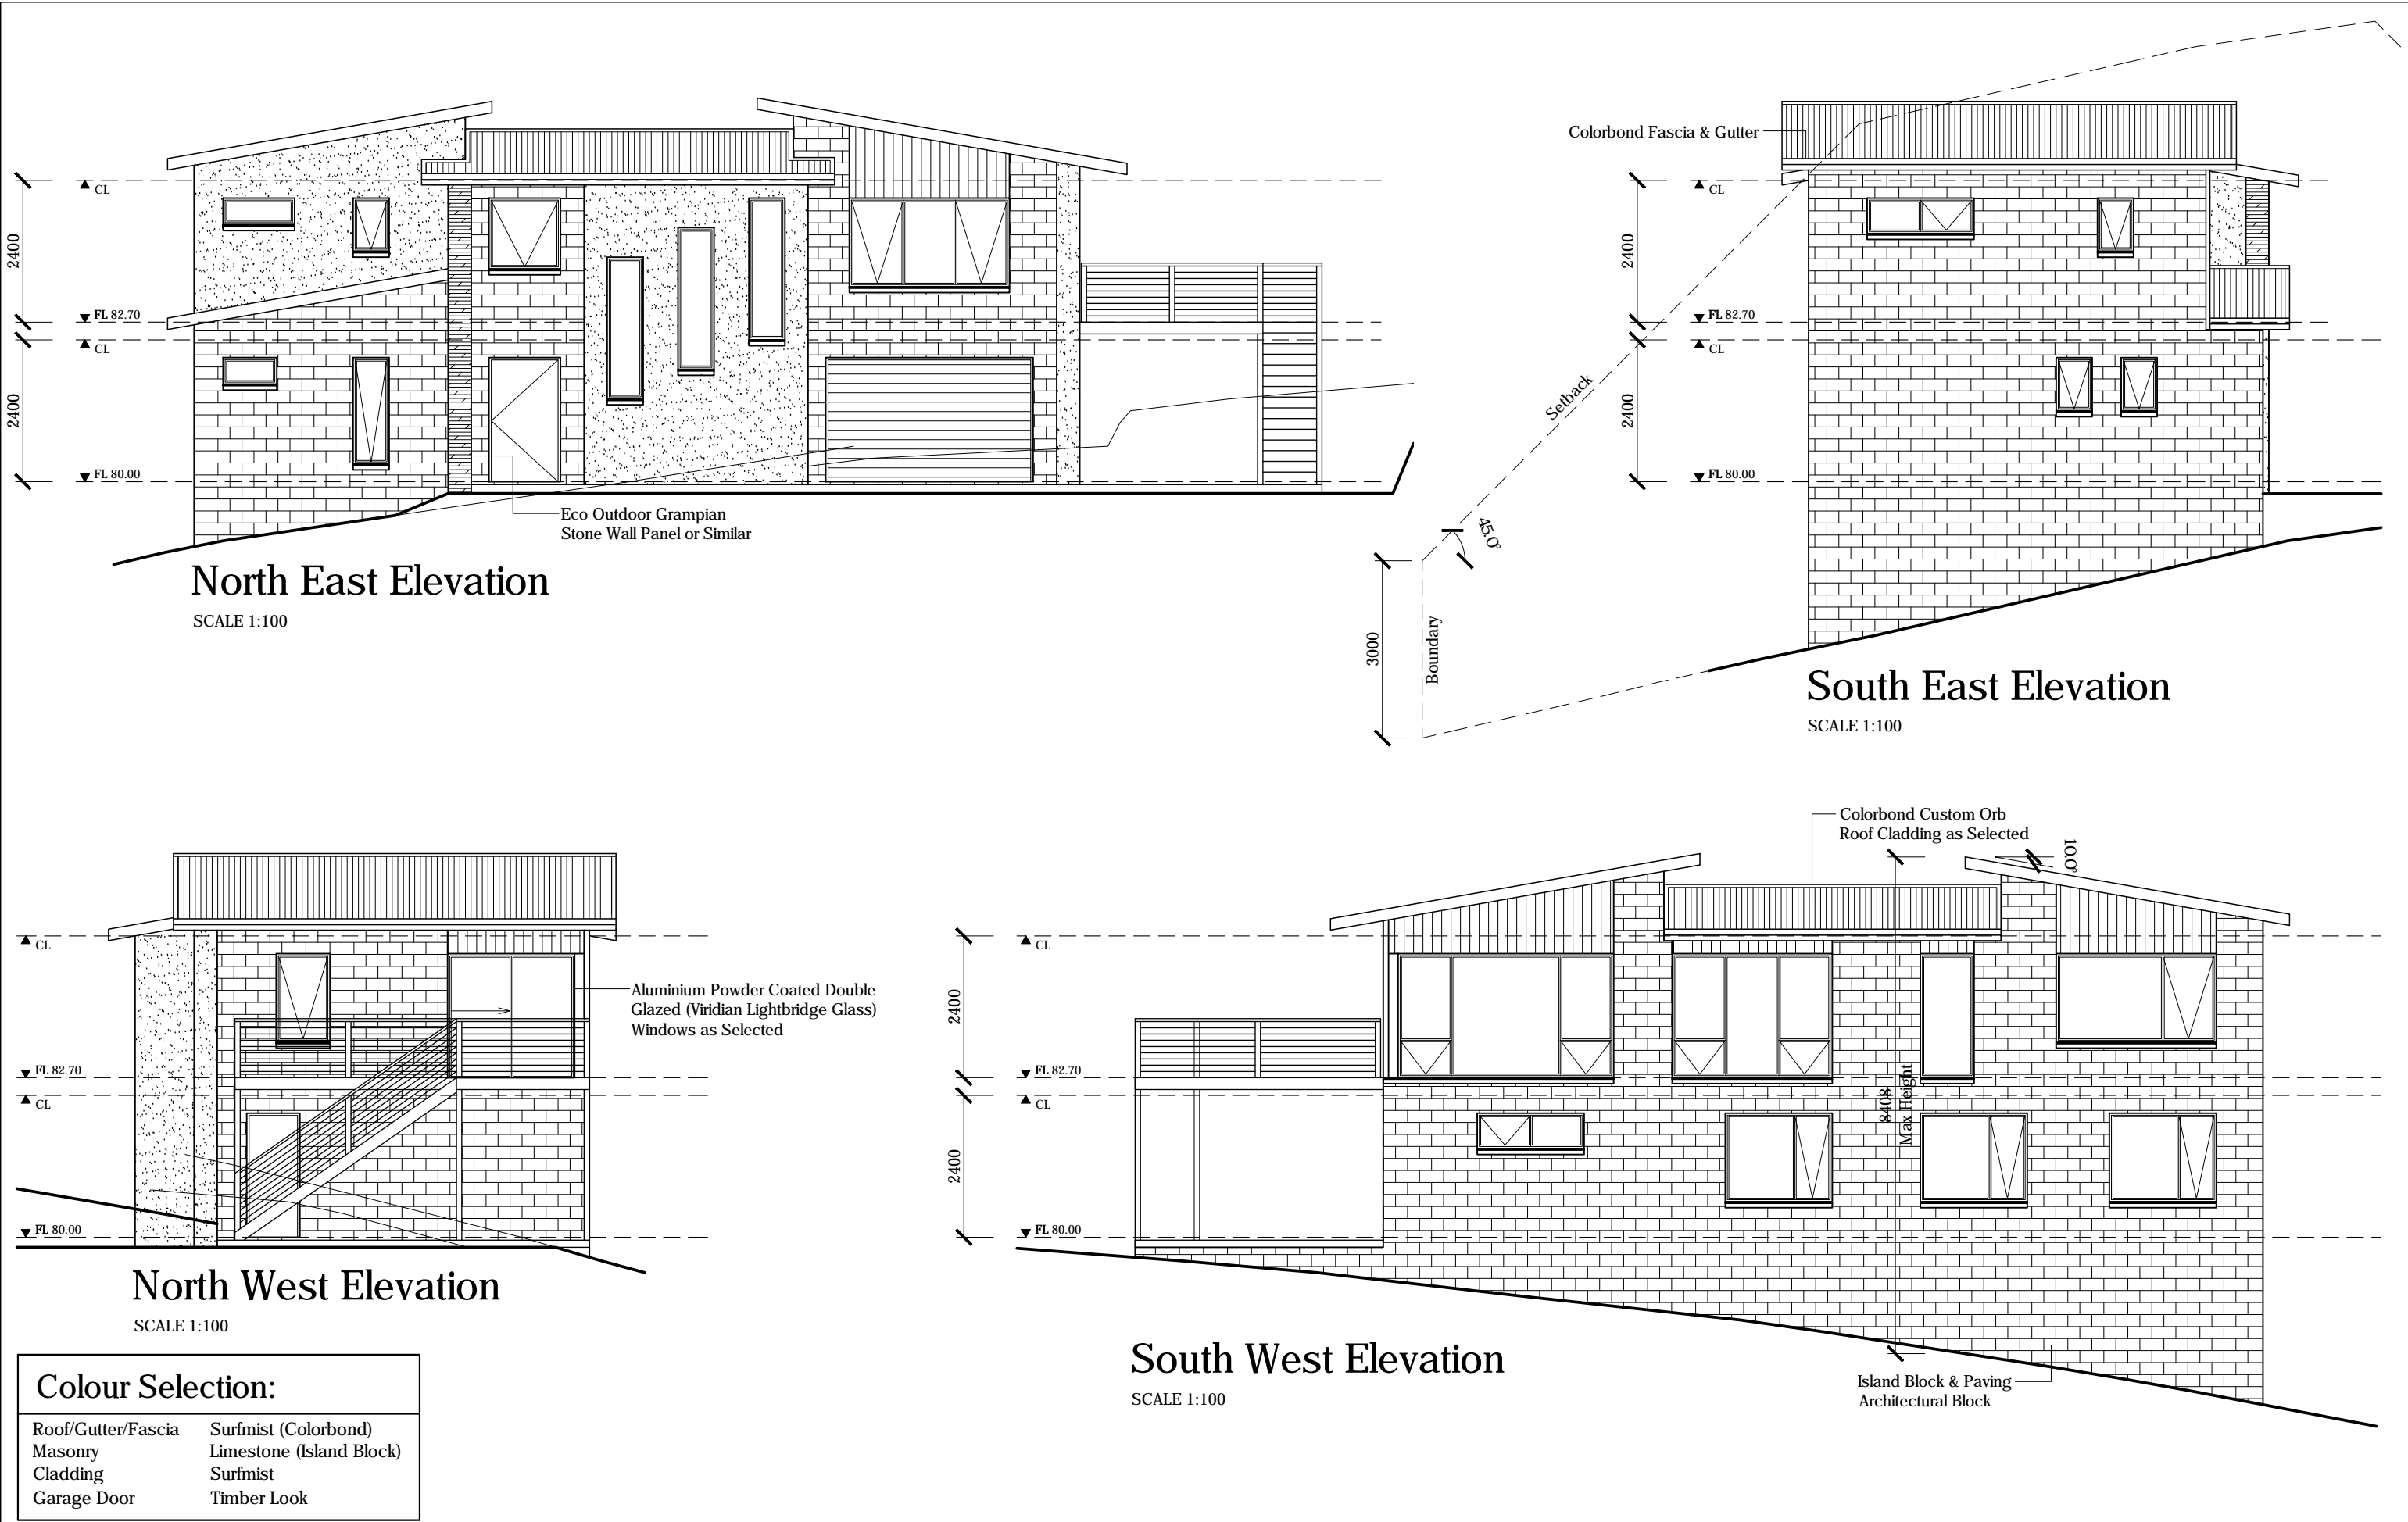 CL
2400
FL 82.70
CL
2400
FL 80.00
Eco Outdoor Grampian
Stone Wall Panel or Similar
North East Elevation
SCALE 1:100
Colorbond Fascia & Gutter
CL
2400
FL 82.70
CL
2400
FL 80.00
Setback
45.0°
3000
Boundary
South East Elevation
SCALE 1:100
CL
FL 82.70
CL
FL 80.00
Aluminium Powder Coated Double
Glazed (Viridian Lightbridge Glass)
Windows as Selected
North West Elevation
SCALE 1:100
Colorbond Custom Orb
Roof Cladding as Selected
10.0°
CL
2400
FL 82.70
CL
2400
FL 80.00
8408
Max Height
Island Block & Paving
Architectural Block
South West Elevation
SCALE 1:100
Colour Selection:
Roof/Gutter/Fascia Surfmist (Colorbond)
Masonry Limestone (Island Block)
Cladding Surfmist
Garage Door Timber Look